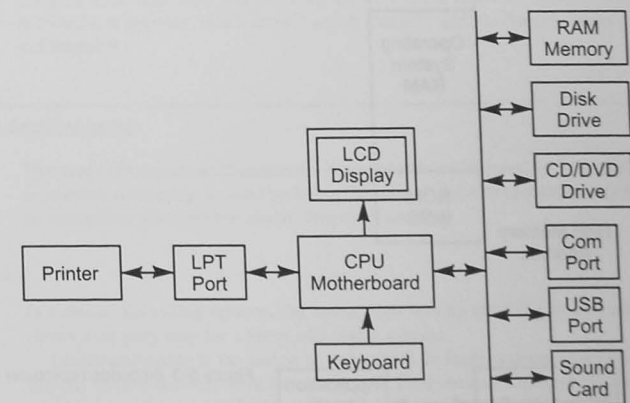 RAM
Memory
Disk
Drive
CD/DVD
Drive
Com
Port
USB
Port
Sound
Card
LCD
Display
CPU
Motherboard
Keyboard
LPT
Port
Printer